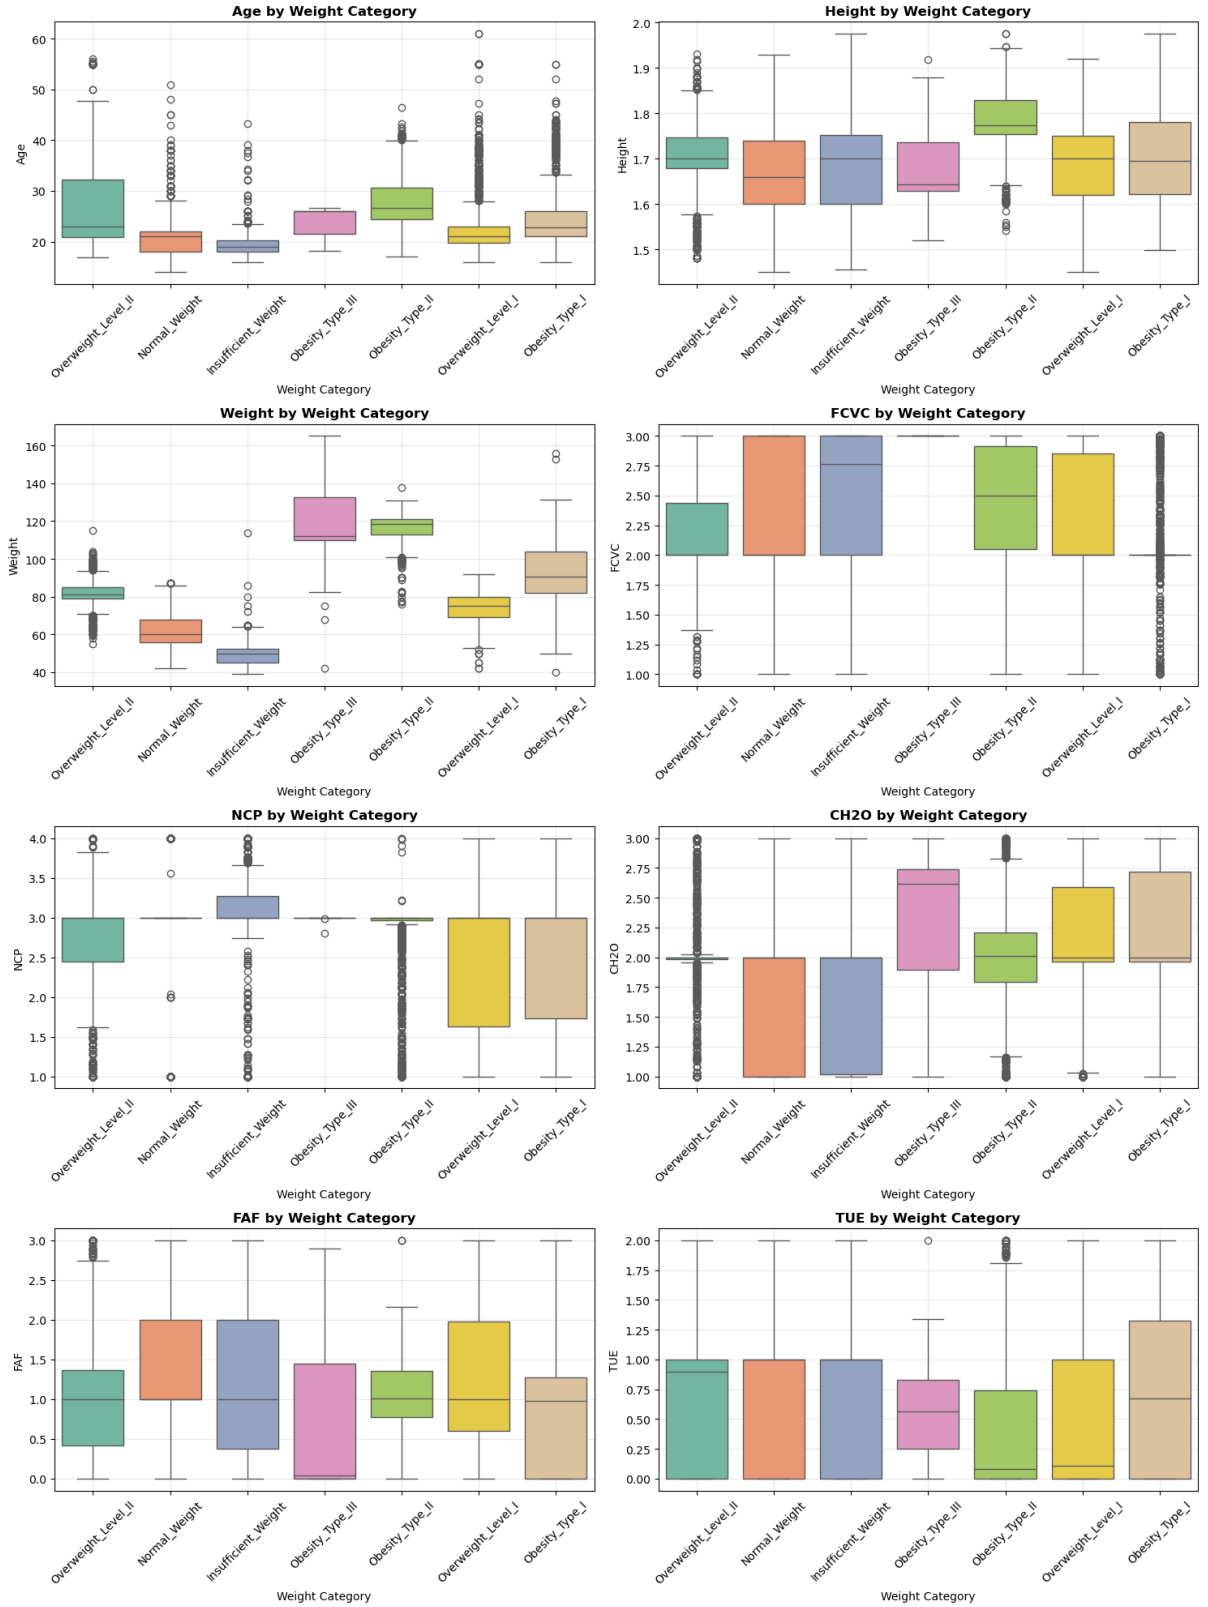 Age by Weight Category
60
50
40
30
20
Age
Overweight_Level_II
Normal_Weight
Insufficient_Weight
Obesity_Type_III
Obesity_Type_II
Overweight_Level_I
Obesity_Type_I
Weight Category
Height by Weight Category
2.0
1.9
1.8
1.7
1.6
1.5
Height
Overweight_Level_II
Normal_Weight
Insufficient_Weight
Obesity_Type_III
Obesity_Type_II
Overweight_Level_I
Obesity_Type_I
Weight Category
Weight by Weight Category
160
140
120
100
80
60
40
Weight
Overweight_Level_II
Normal_Weight
Insufficient_Weight
Obesity_Type_III
Obesity_Type_II
Overweight_Level_I
Obesity_Type_I
Weight Category
FCVC by Weight Category
3.00
2.75
2.50
2.25
2.00
1.75
1.50
1.25
1.00
FCVC
Overweight_Level_II
Normal_Weight
Insufficient_Weight
Obesity_Type_III
Obesity_Type_II
Overweight_Level_I
Obesity_Type_I
Weight Category
NCP by Weight Category
4.0
3.5
3.0
2.5
2.0
1.5
1.0
NCP
Overweight_Level_II
Normal_Weight
Insufficient_Weight
Obesity_Type_III
Obesity_Type_II
Overweight_Level_I
Obesity_Type_I
Weight Category
CH2O by Weight Category
3.00
2.75
2.50
2.25
2.00
1.75
1.50
1.25
1.00
CH2O
Overweight_Level_II
Normal_Weight
Insufficient_Weight
Obesity_Type_III
Obesity_Type_II
Overweight_Level_I
Obesity_Type_I
Weight Category
FAF by Weight Category
3.0
2.5
2.0
1.5
1.0
0.5
0.0
FAF
Overweight_Level_II
Normal_Weight
Insufficient_Weight
Obesity_Type_III
Obesity_Type_II
Overweight_Level_I
Obesity_Type_I
Weight Category
TUE by Weight Category
2.00
1.75
1.50
1.25
1.00
0.75
0.50
0.25
0.00
TUE
Overweight_Level_II
Normal_Weight
Insufficient_Weight
Obesity_Type_III
Obesity_Type_II
Overweight_Level_I
Obesity_Type_I
Weight Category